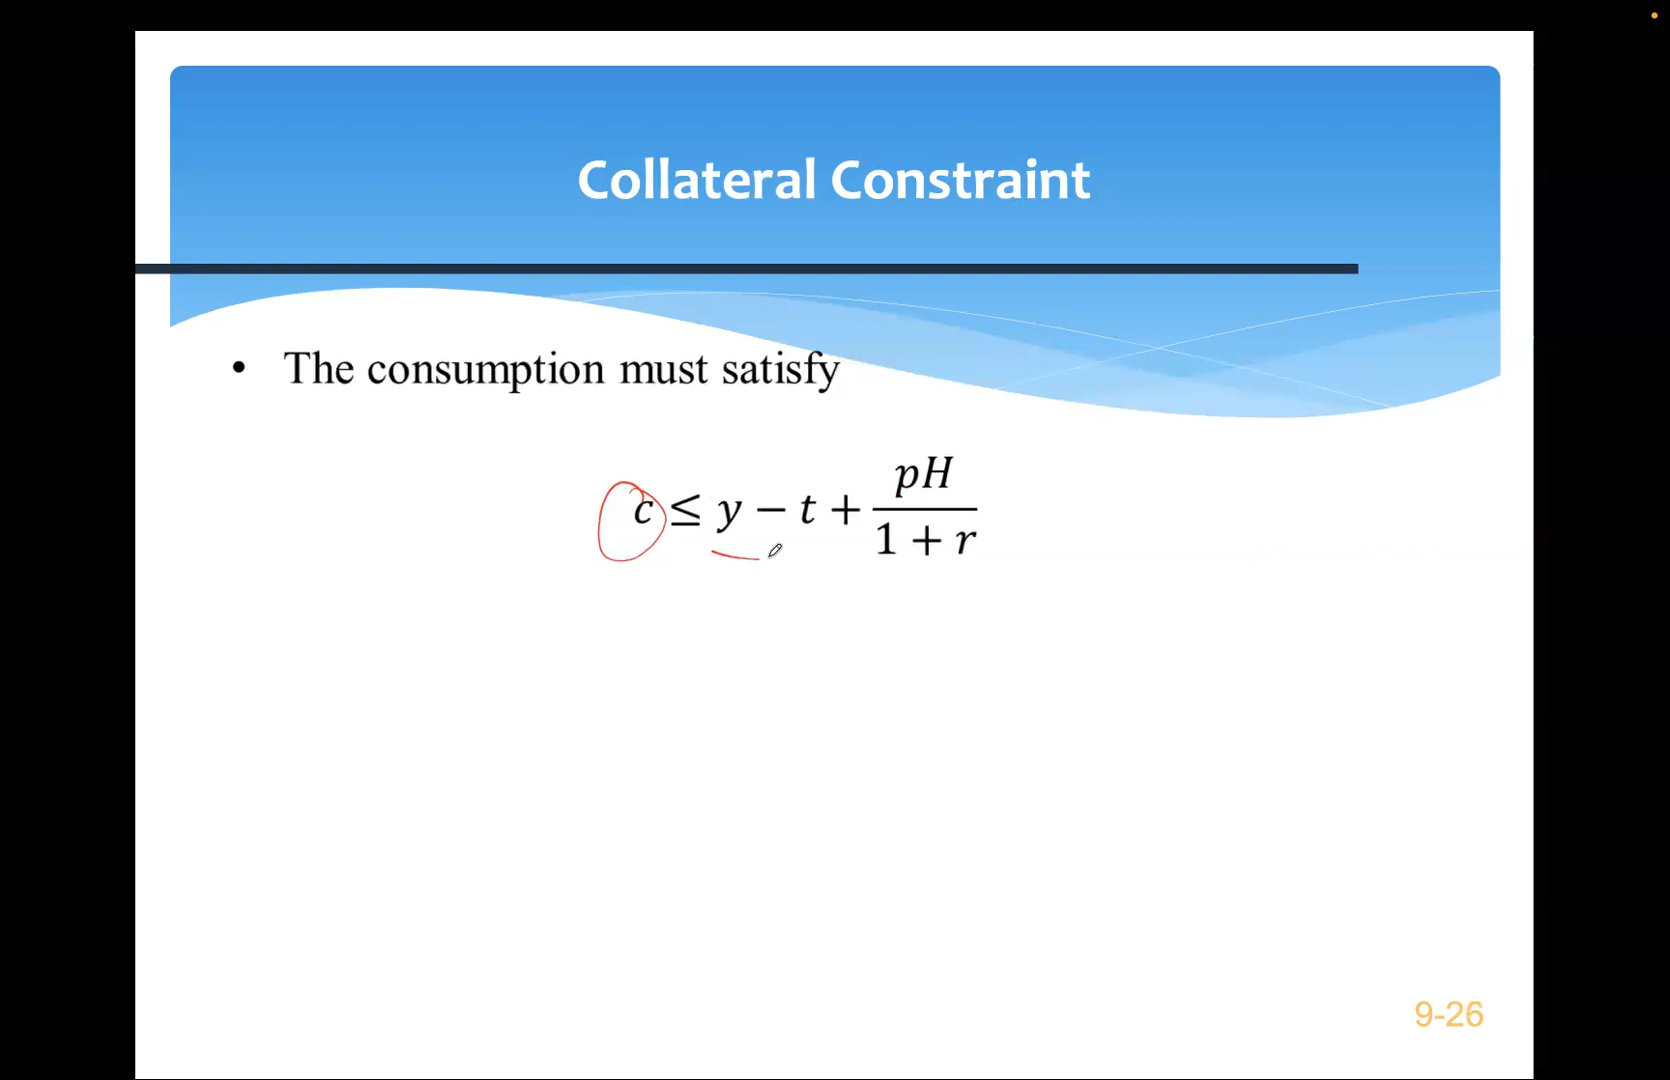 Collateral Constraint
• The consumption must satisfy
c ≤ y − t + pH / 1 + r
9-26